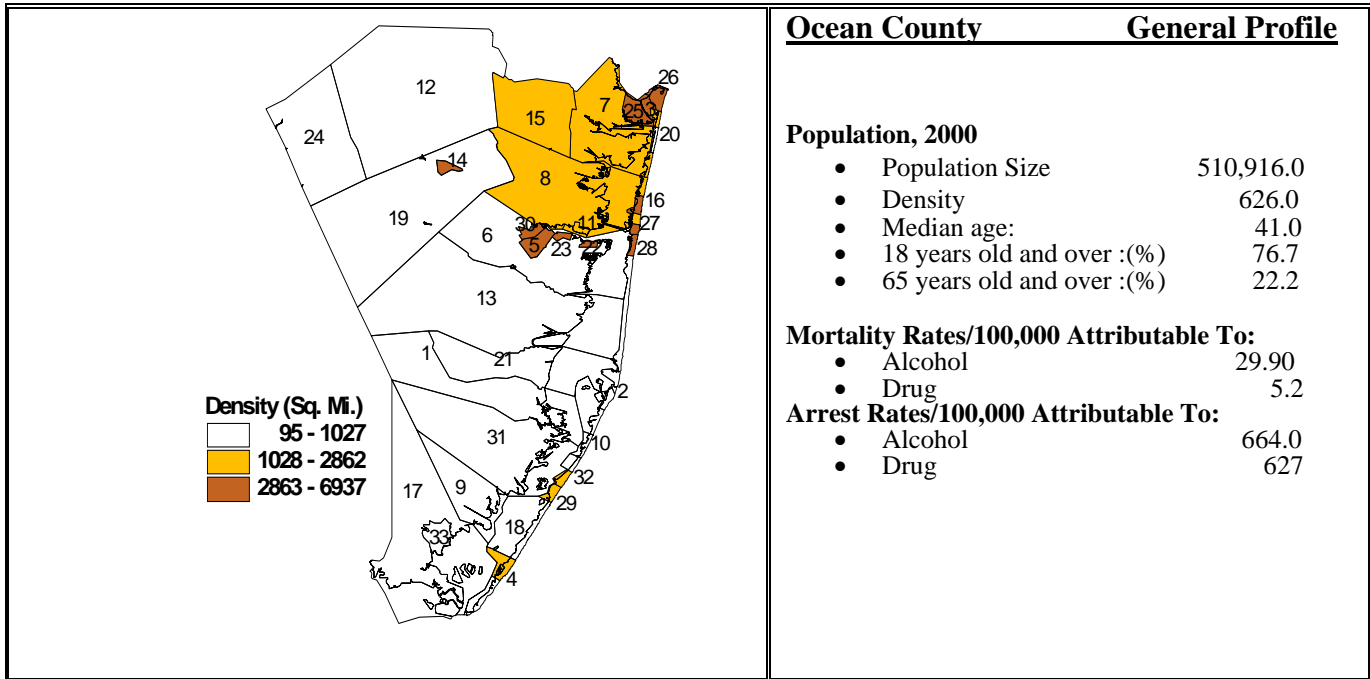 26
12
7
25
3
15
24
20
14
8
16
19
30
11
27
6
5
23
22
28
13
1
21
2
Density (Sq. Mi.)
95 - 1027
1028 - 2862
2863 - 6937
31
10
17
9
32
29
18
33
4
Ocean County General Profile
Population, 2000
• Population Size 510,916.0
• Density 626.0
• Median age: 41.0
• 18 years old and over :(%) 76.7
• 65 years old and over :(%) 22.2
Mortality Rates/100,000 Attributable To:
• Alcohol 29.90
• Drug 5.2
Arrest Rates/100,000 Attributable To:
• Alcohol 664.0
• Drug 627